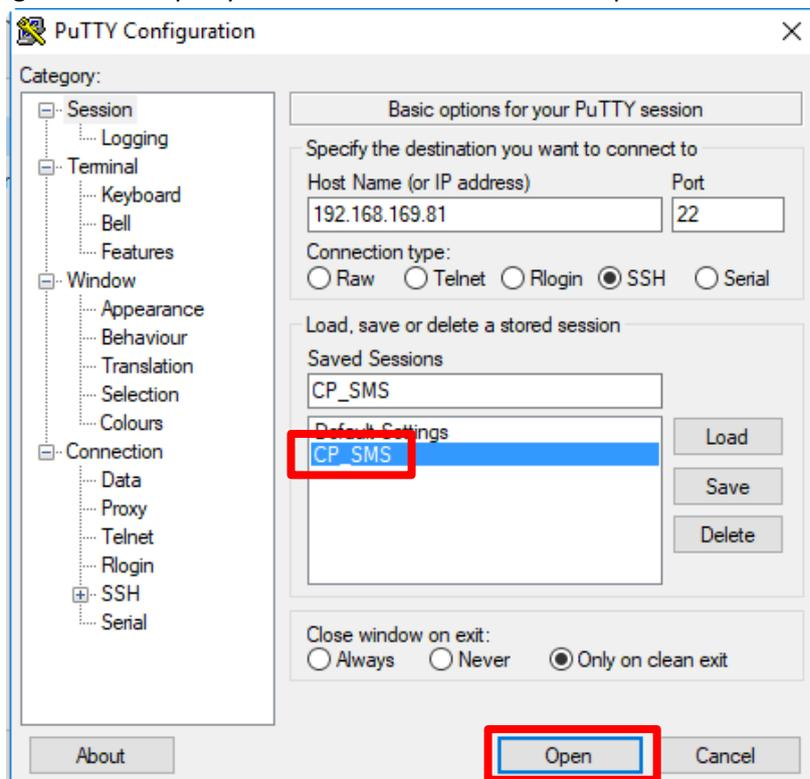 PuTTY Configuration
Category:
Session
Logging
Terminal
Keyboard
Bell
Features
Window
Appearance
Behaviour
Translation
Selection
Colours
Connection
Data
Proxy
Telnet
Rlogin
SSH
Serial
Basic options for your PuTTY session
Specify the destination you want to connect to
Host Name (or IP address) Port
192.168.169.81 22
Connection type:
Raw Telnet Rlogin SSH Serial
Load, save or delete a stored session
Saved Sessions
CP_SMS
Default Settings
CP_SMS
Load
Save
Delete
Close window on exit:
Always Never Only on clean exit
About Open Cancel